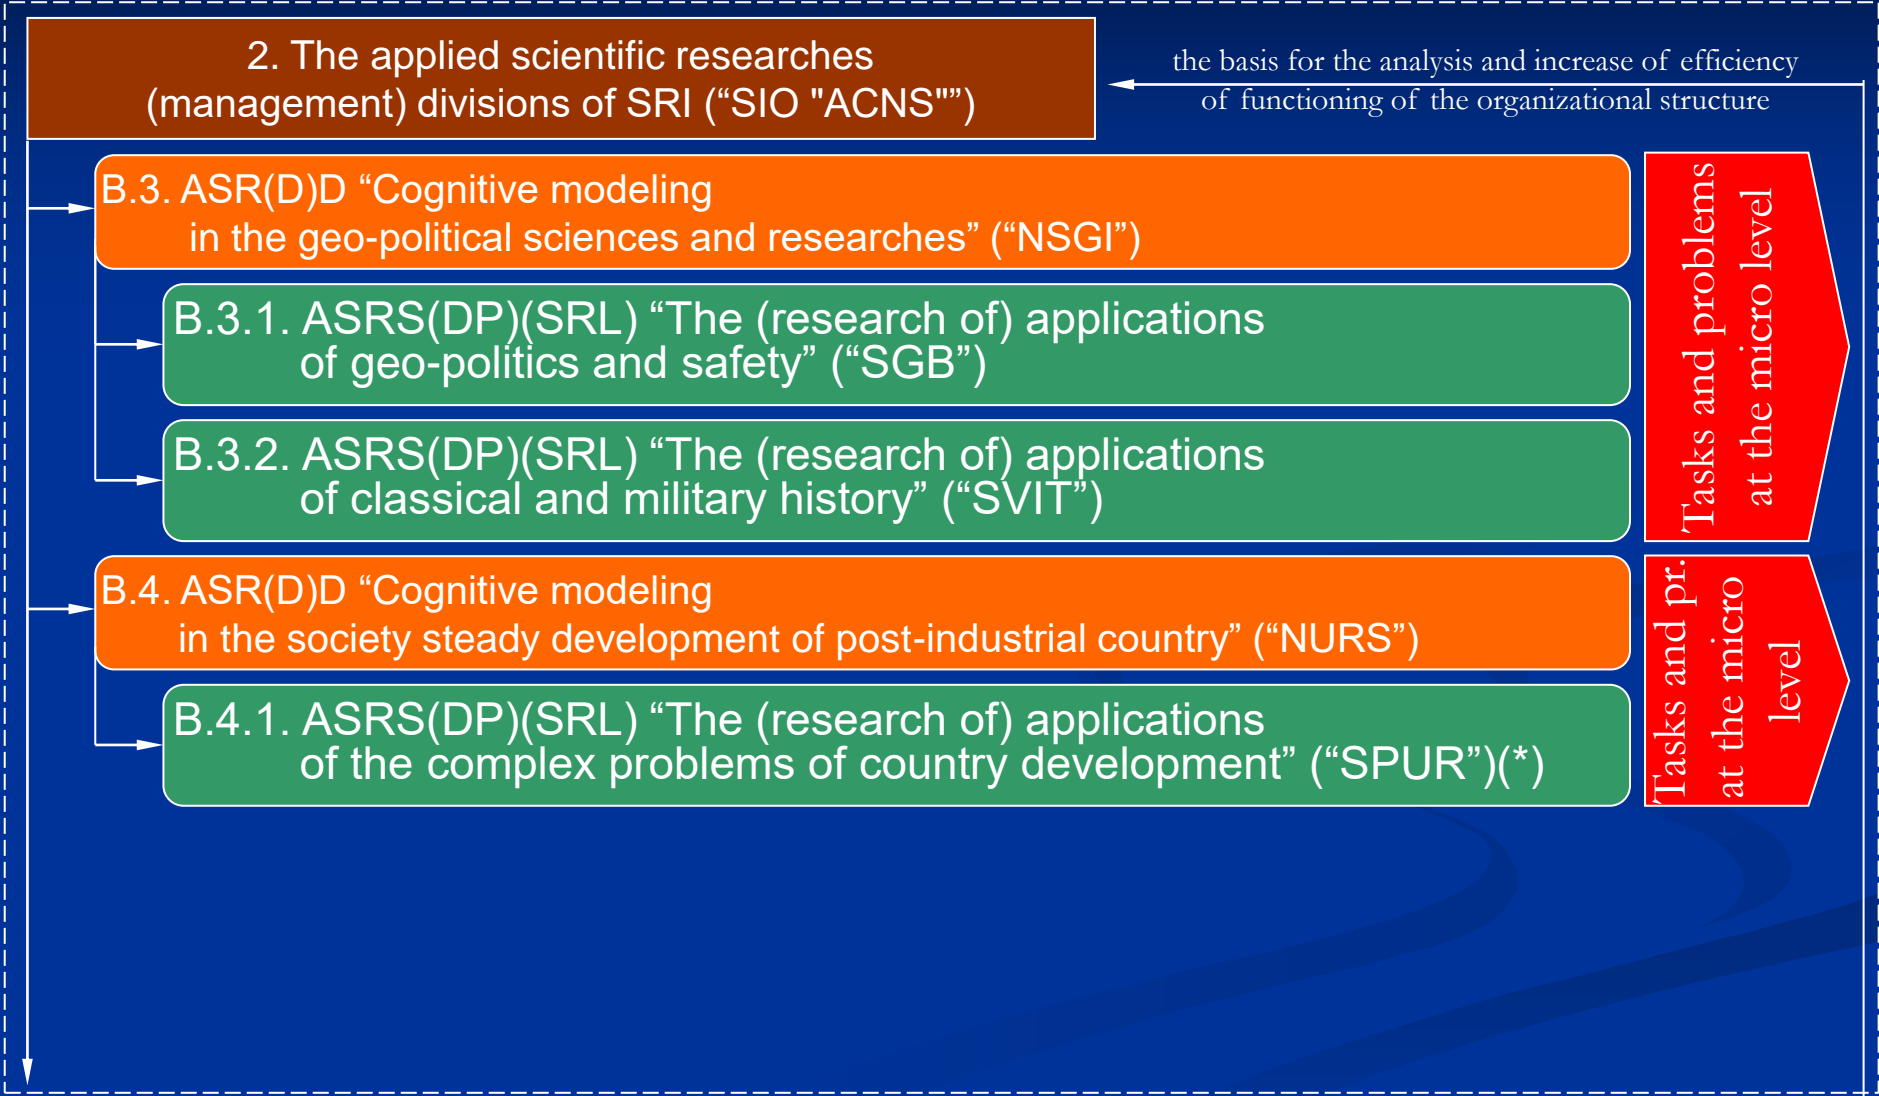 2. The applied scientific researches
(management) divisions of SRI (“SIO "ACNS"”)
the basis for the analysis and increase of efficiency
of functioning of the organizational structure
B.3. ASR(D)D “Cognitive modeling
in the geo-political sciences and researches” (“NSGI”)
B.3.1. ASRS(DP)(SRL) “The (research of) applications
of geo-politics and safety” (“SGB”)
B.3.2. ASRS(DP)(SRL) “The (research of) applications
of classical and military history” (“SVIT”)
Tasks and problems
at the micro level
B.4. ASR(D)D “Cognitive modeling
in the society steady development of post-industrial country” (“NURS”)
B.4.1. ASRS(DP)(SRL) “The (research of) applications
of the complex problems of country development” (“SPUR”)(*)
Tasks and pr.
at the micro
level